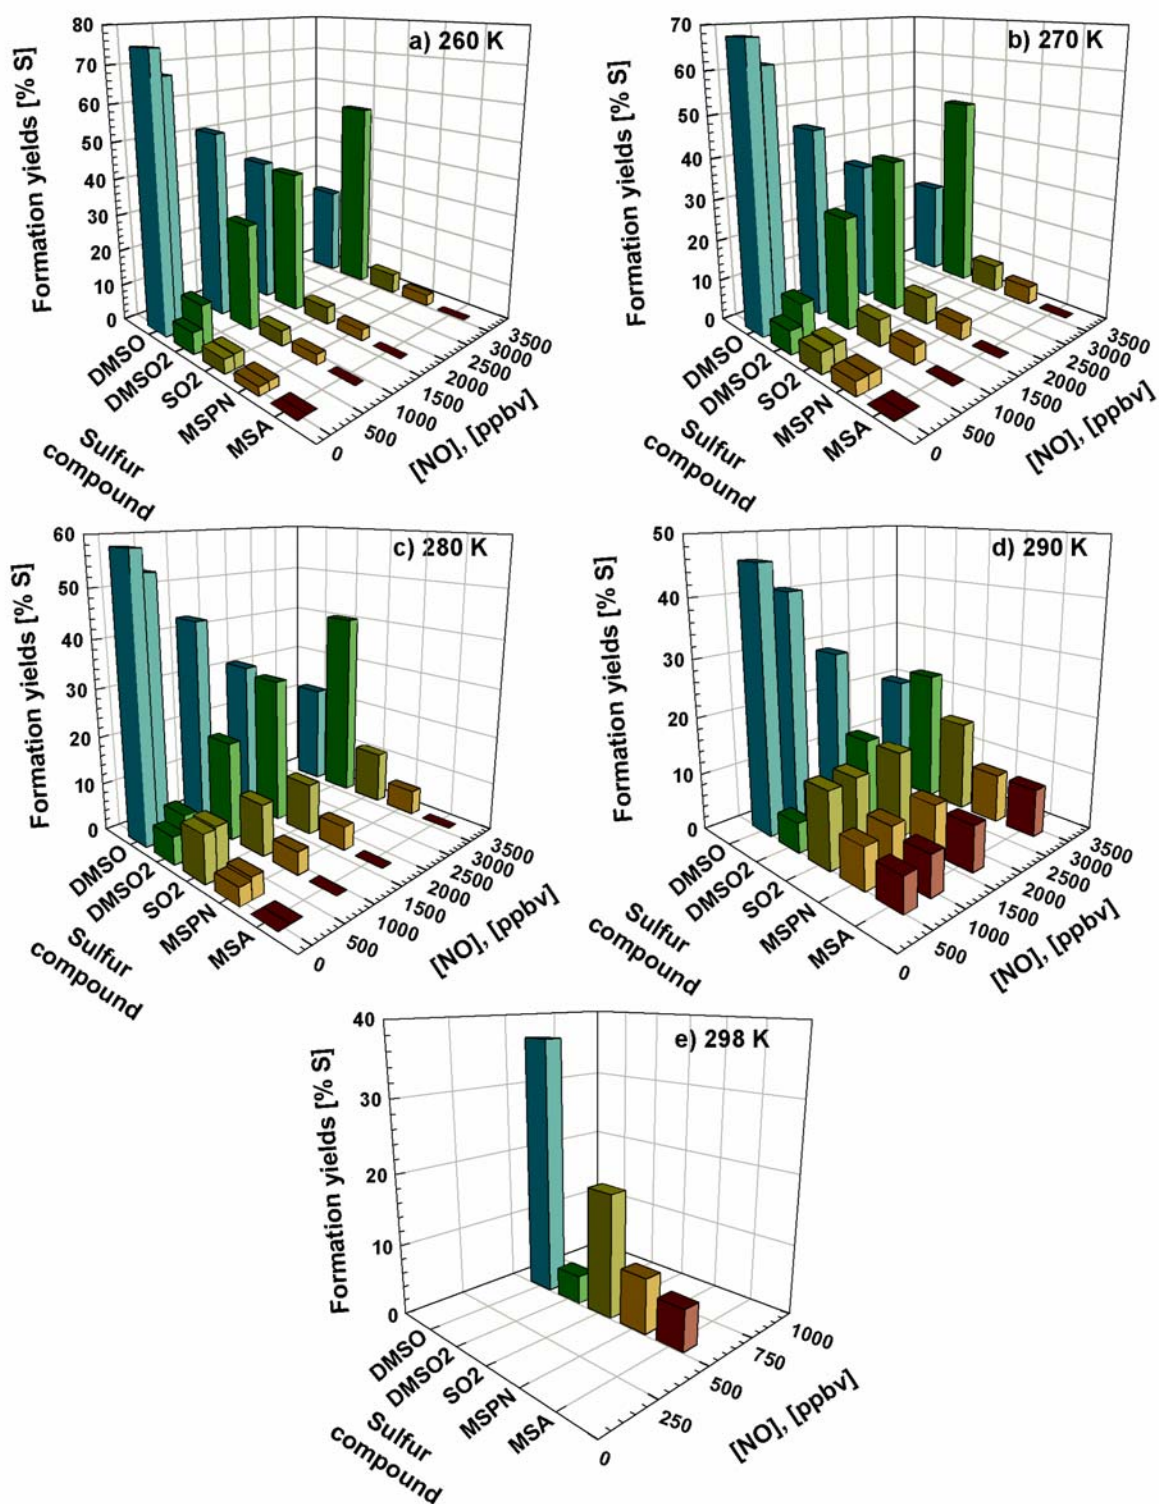 a) 260 K
Formation yields [% S]
80
70
60
50
40
30
20
10
0
DMSO
DMSO2
SO2
MSPN
MSA
Sulfur
compound
0
500
1000
1500
2000
2500
3000
3500
[NO], [ppbv]
b) 270 K
Formation yields [% S]
70
60
50
40
30
20
10
0
DMSO
DMSO2
SO2
MSPN
MSA
Sulfur
compound
0
500
1000
1500
2000
2500
3000
3500
[NO], [ppbv]
c) 280 K
Formation yields [% S]
60
50
40
30
20
10
0
DMSO
DMSO2
SO2
MSPN
MSA
Sulfur
compound
0
500
1000
1500
2000
2500
3000
3500
[NO], [ppbv]
d) 290 K
Formation yields [% S]
50
40
30
20
10
0
DMSO
DMSO2
SO2
MSPN
MSA
Sulfur
compound
0
500
1000
1500
2000
2500
3000
3500
[NO], [ppbv]
e) 298 K
Formation yields [% S]
40
30
20
10
0
DMSO
DMSO2
SO2
MSPN
MSA
Sulfur
compound
0
250
500
750
1000
[NO], [ppbv]